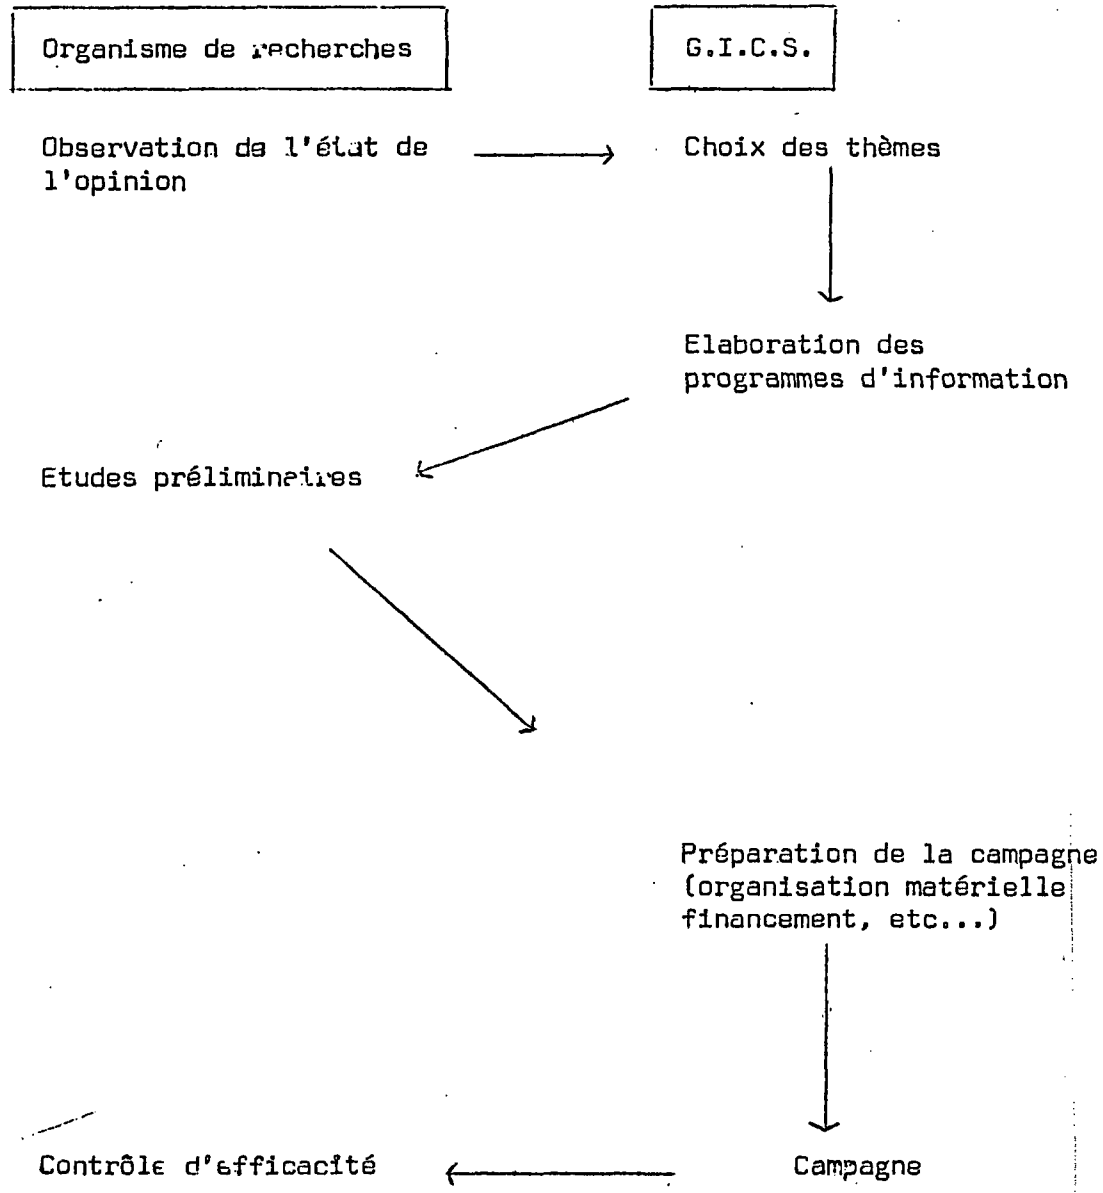 Organisme de recherches
G.I.C.S.
Observation de l'état de
l'opinion
Choix des thèmes
Elaboration des
programmes d'information
Etudes préliminaires
Préparation de la campagne
(organisation matérielle
financement, etc...)
Contrôle d'efficacité
Campagne